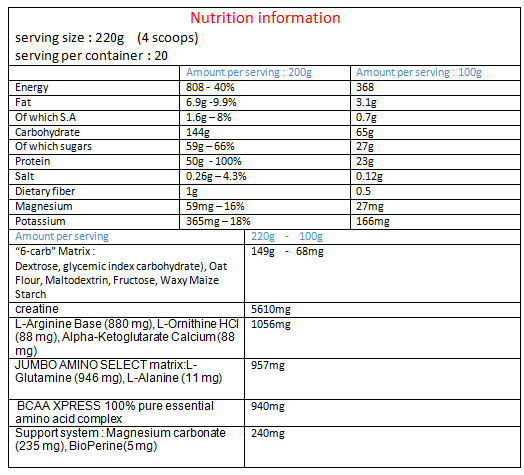 Nutrition information
serving size : 220g (4 scoops)
serving per container : 20
Amount per serving : 200g Amount per serving : 100g
Energy 808 - 40% 368
Fat 6.9g -9.9% 3.1g
Of which S.A 1.6g – 8% 0.7g
Carbohydrate 144g 65g
Of which sugars 59g – 66% 27g
Protein 50g - 100% 23g
Salt 0.26g – 4.3% 0.12g
Dietary fiber 1g 0.5
Magnesium 59mg – 16% 27mg
Potassium 365mg – 18% 166mg
Amount per serving 220g - 100g
“6-carb” Matrix : 149g - 68mg
Dextrose, glycemic index carbohydrate), Oat
Flour, Maltodextrin, Fructose, Waxy Maize
Starch
creatine 5610mg
L-Arginine Base (880 mg), L-Ornithine HCl 1056mg
(88 mg), Alpha-Ketoglutarate Calcium (88
mg)
JUMBO AMINO SELECT matrix:L- 957mg
Glutamine (946 mg), L-Alanine (11 mg)
BCAA XPRESS 100% pure essential 940mg
amino acid complex
Support system : Magnesium carbonate 240mg
(235 mg), BioPerine(5 mg)